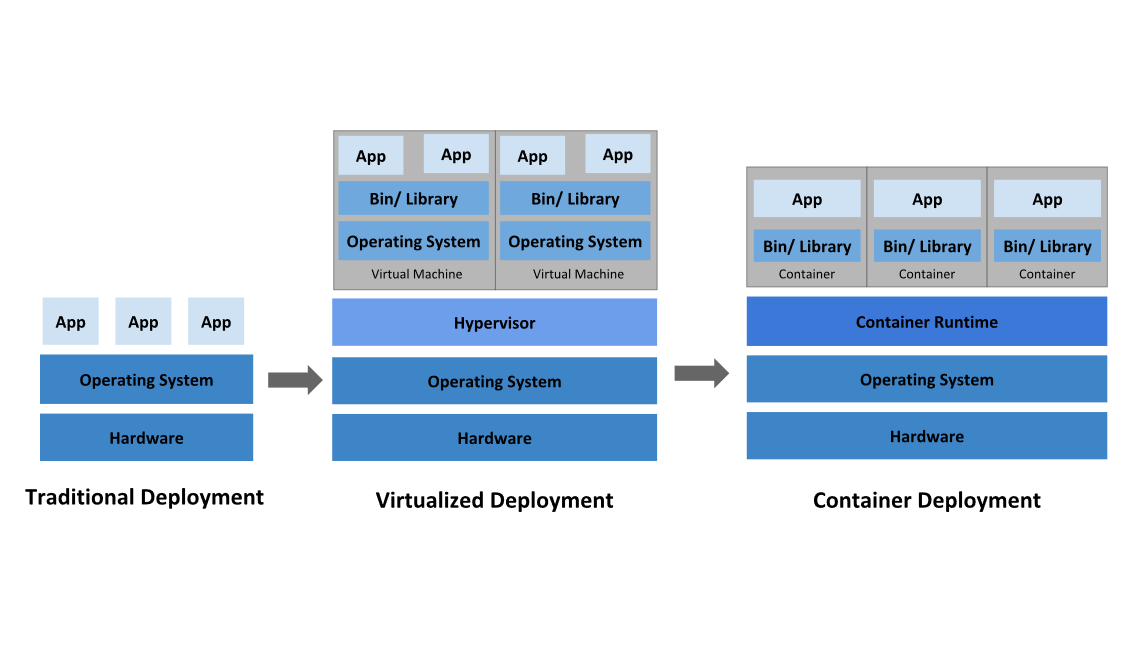 App
App
App
Operating System
Hardware
Traditional Deployment
App
App
App
App
Bin/ Library
Bin/ Library
Operating System
Operating System
Virtual Machine
Virtual Machine
Hypervisor
Operating System
Hardware
Virtualized Deployment
App
App
App
Bin/ Library
Bin/ Library
Bin/ Library
Container
Container
Container
Container Runtime
Operating System
Hardware
Container Deployment